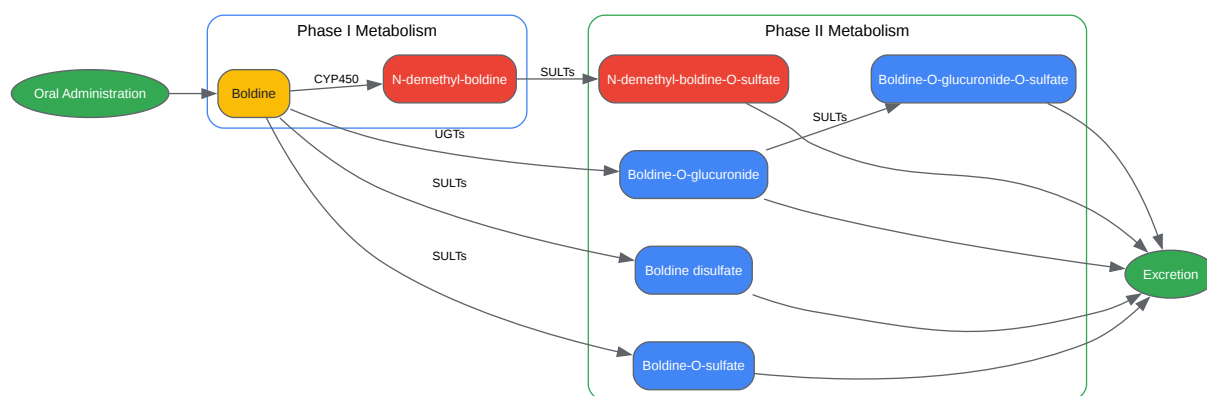 Phase I Metabolism
Phase II Metabolism
Oral Administration
Boldine
CYP450
N-demethyl-boldine
SULTs
N-demethyl-boldine-O-sulfate
Boldine-O-glucuronide-O-sulfate
UGTs
SULTs
Boldine-O-glucuronide
SULTs
Boldine disulfate
SULTs
Boldine-O-sulfate
Excretion